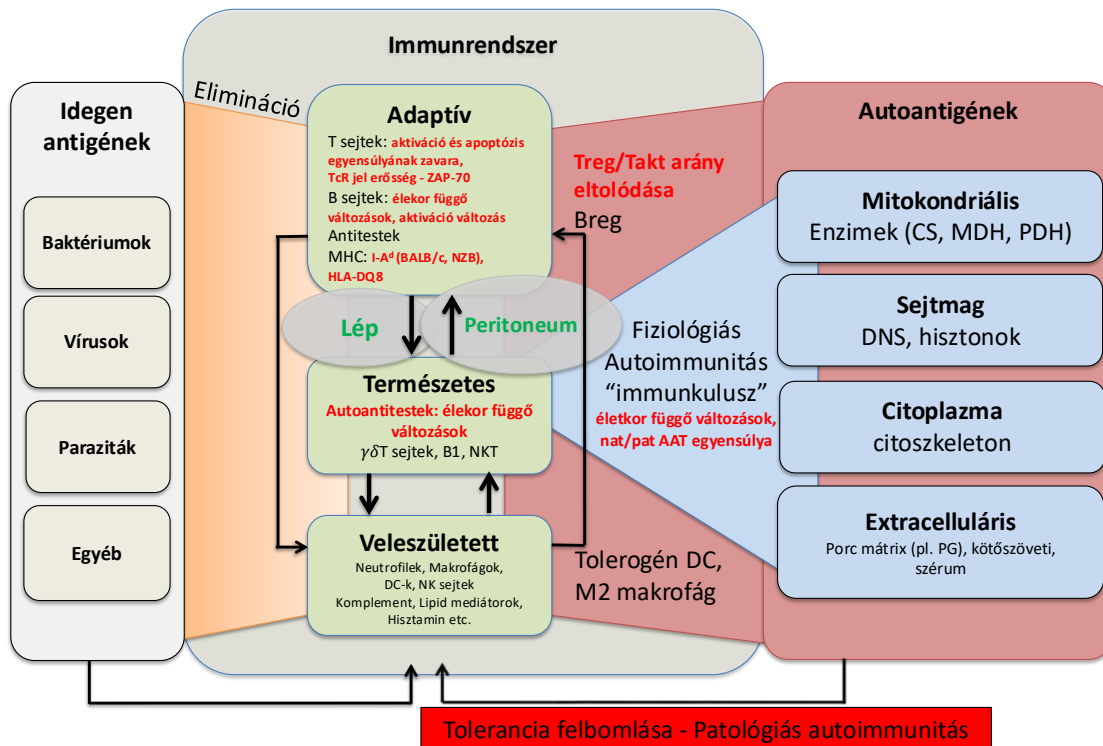 Immunrendszer
Idegen
antigének
Baktériumok
Vírusok
Paraziták
Egyéb
Elimináció
Adaptív
T sejtek: aktiváció és apoptózis
egyensúlyának zavara,
TcR jel erősség - ZAP-70
B sejtek: élekor függő
változások, aktiváció változás
Antitestek
MHC: I-Aᵈ (BALB/c, NZB),
HLA-DQ8
Lép
Peritoneum
Természetes
Autoantitestek: élekor függő
változások
γδT sejtek, B1, NKT
Veleszületett
Neutrofilek, Makrofágok,
DC-k, NK sejtek
Komplement, Lipid mediátorok,
Hisztamin etc.
Treg/Takt arány
eltolódása
Breg
Fiziológiás
Autoimmunitás
“immunkulusz”
életkor függő változások,
nat/pat AAT egyensúlya
Tolerogén DC,
M2 makrofág
Autoantigének
Mitokondriális
Enzimek (CS, MDH, PDH)
Sejtmag
DNS, hisztonok
Citoplazma
citoszkeleton
Extracelluláris
Porc mátrix (pl. PG), kötőszöveti,
szérum
Tolerancia felbomlása - Patológiás autoimmunitás